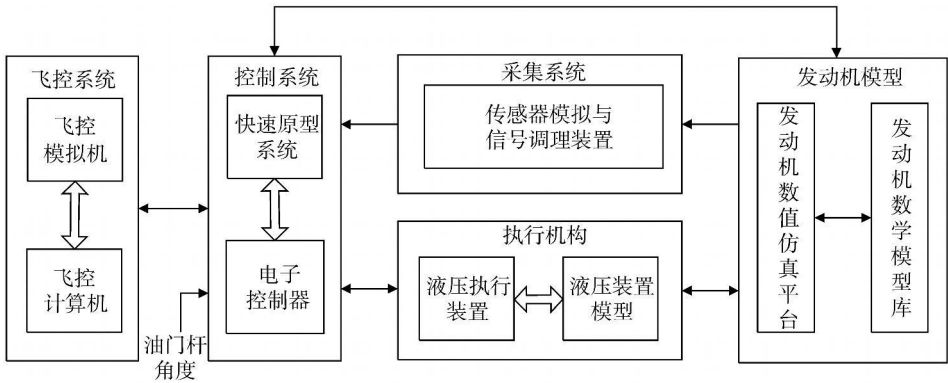 飞控系统
飞控
模拟机
飞控
计算机
油门杆
角度
控制系统
快速原型
系统
电子
控制器
采集系统
传感器模拟与
信号调理装置
执行机构
液压执行
装置
液压装置
模型
发动机模型
发动机数值仿真平台
发动机数学模型库